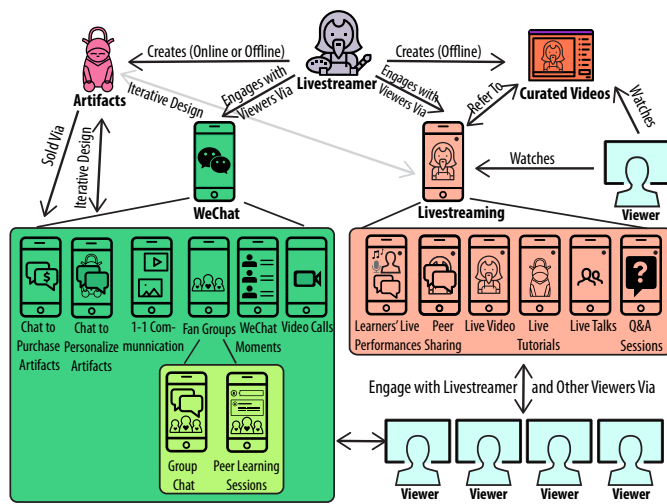 Creates (Online or Offline)
Livestreamer
Creates (Offline)
Artifacts
Curated Videos
Iterative Design
Engages with
Viewers Via
Engages with
Viewers Via
Refer To
Watches
Sold Via
Iterative Design
Watches
WeChat
Livestreaming
Viewer
$
?
Chat to
Purchase
Artifacts
Chat to
Personalize
Artifacts
1-1 Com-
mnunication
Fan Groups
WeChat
Moments
Video Calls
Learners' Live
Performances
Peer
Sharing
Live Video
Live
Tutorials
Live Talks
Q&A
Sessions
Engage with Livestreamer and Other Viewers Via
Group
Chat
Peer Learning
Sessions
Viewer
Viewer
Viewer
Viewer